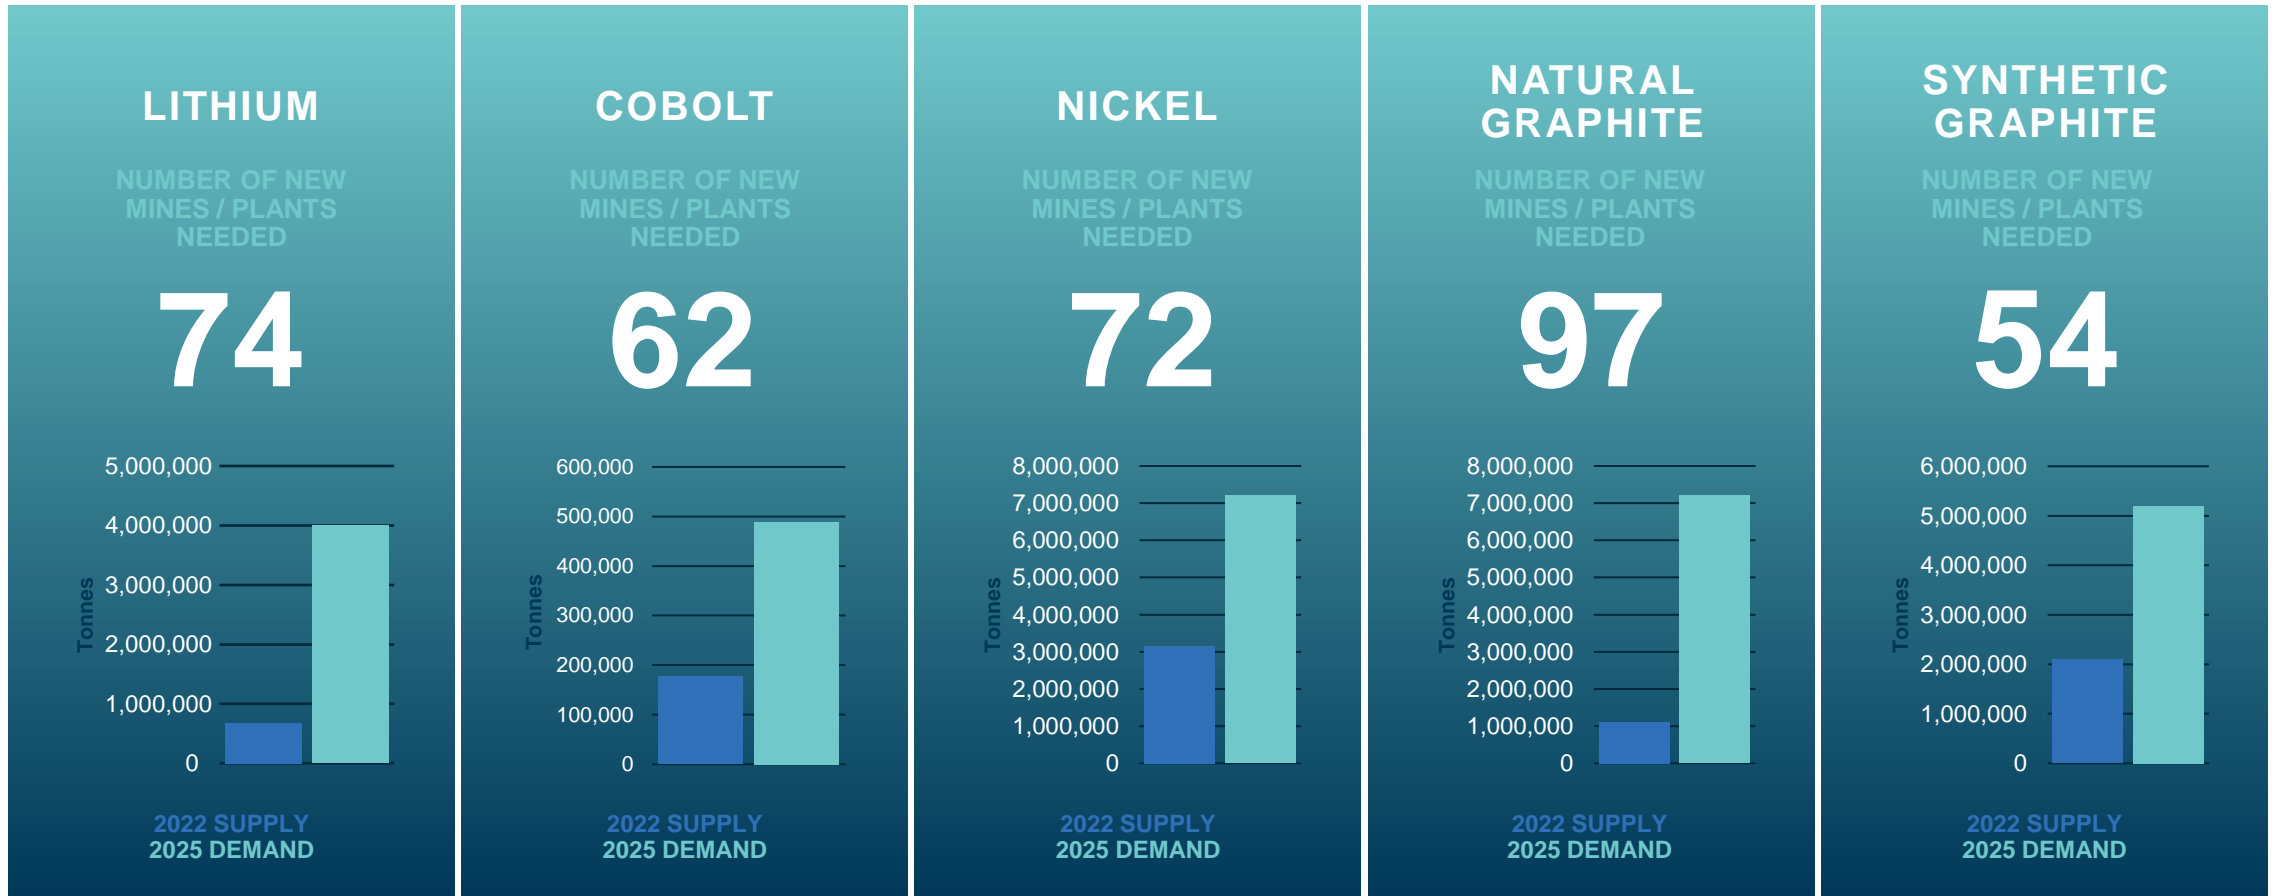 LITHIUM
NUMBER OF NEW
MINES / PLANTS
NEEDED
74
5,000,000
4,000,000
3,000,000
2,000,000
1,000,000
0
Tonnes
2022 SUPPLY
2025 DEMAND
COBOLT
NUMBER OF NEW
MINES / PLANTS
NEEDED
62
600,000
500,000
400,000
300,000
200,000
100,000
0
Tonnes
2022 SUPPLY
2025 DEMAND
NICKEL
NUMBER OF NEW
MINES / PLANTS
NEEDED
72
8,000,000
7,000,000
6,000,000
5,000,000
4,000,000
3,000,000
2,000,000
1,000,000
0
Tonnes
2022 SUPPLY
2025 DEMAND
NATURAL
GRAPHITE
NUMBER OF NEW
MINES / PLANTS
NEEDED
97
8,000,000
7,000,000
6,000,000
5,000,000
4,000,000
3,000,000
2,000,000
1,000,000
0
Tonnes
2022 SUPPLY
2025 DEMAND
SYNTHETIC
GRAPHITE
NUMBER OF NEW
MINES / PLANTS
NEEDED
54
6,000,000
5,000,000
4,000,000
3,000,000
2,000,000
1,000,000
0
Tonnes
2022 SUPPLY
2025 DEMAND